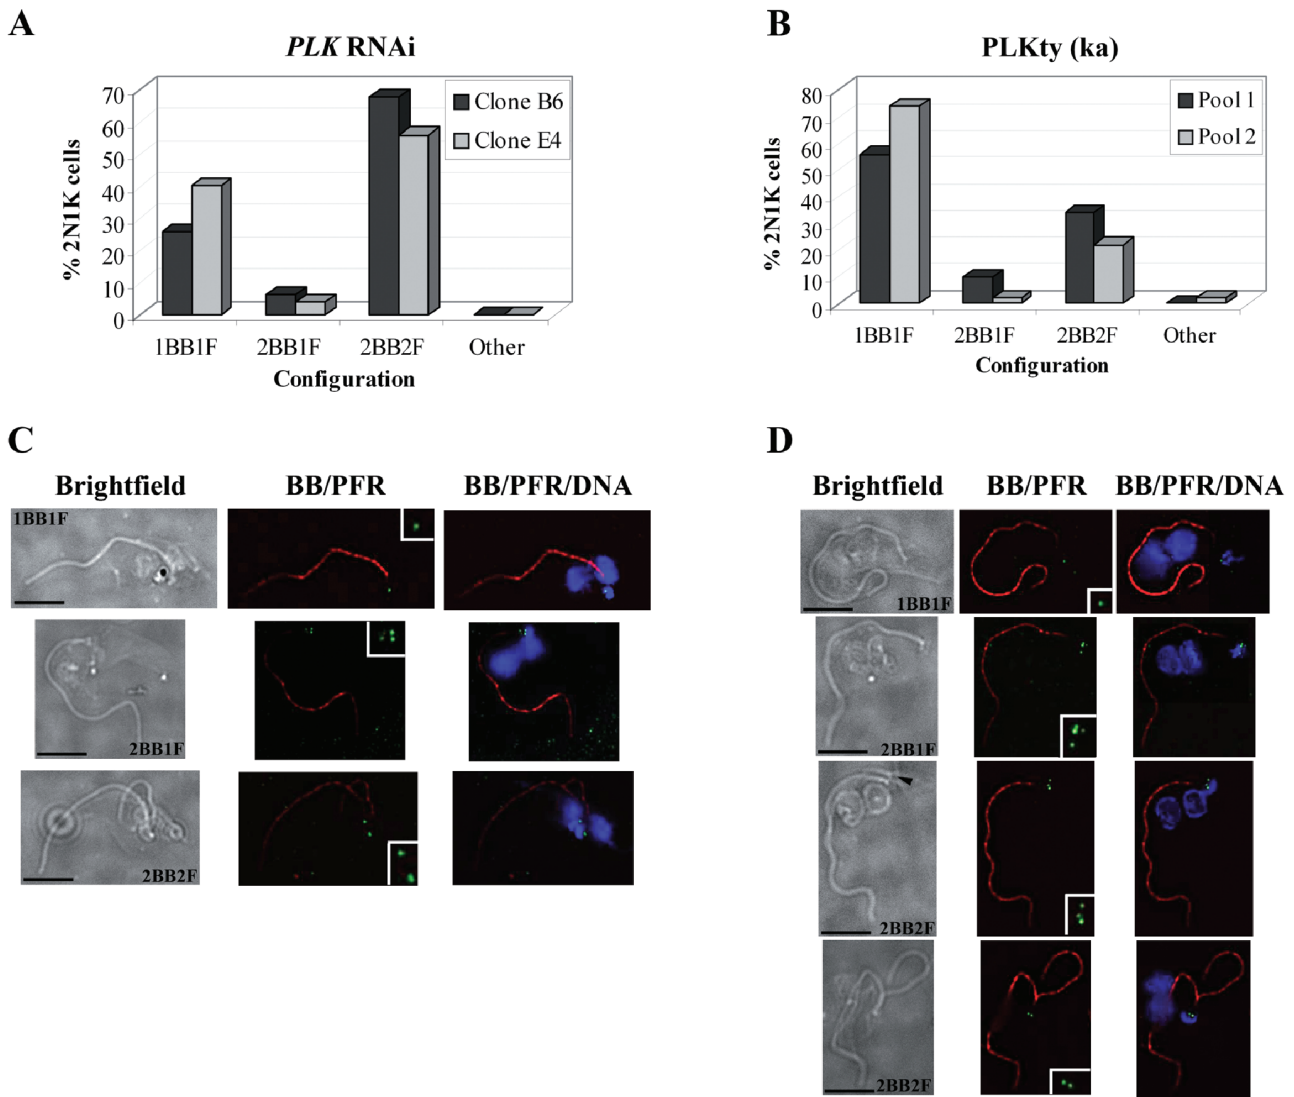 A
PLK RNAi
% 2N1K cells
70
60
50
40
30
20
10
0
Clone B6
Clone E4
1BB1F 2BB1F 2BB2F Other
Configuration
B
PLKty (ka)
% 2N1K cells
80
70
60
50
40
30
20
10
0
Pool 1
Pool 2
1BB1F 2BB1F 2BB2F Other
Configuration
C
Brightfield BB/PFR BB/PFR/DNA
1BB1F
2BB1F
2BB2F
D
Brightfield BB/PFR BB/PFR/DNA
1BB1F
2BB1F
2BB2F
2BB2F